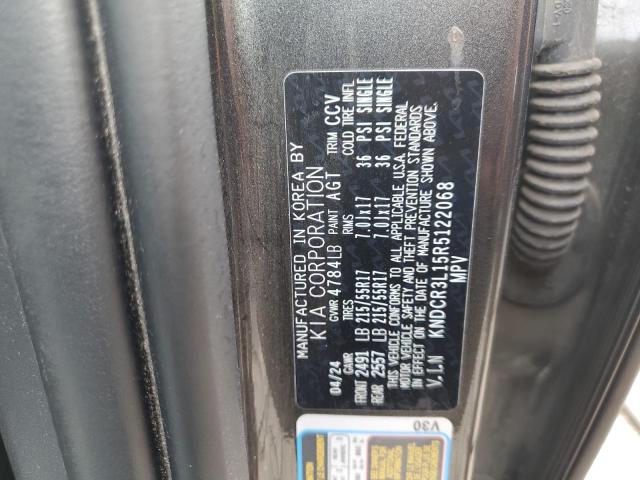 MANUFACTURED IN KOREA BY
KIA CORPORATION
04/24 GVWR 4784LB PAINT AGT TRIM CCV
GAWR TIRES RIMS COLD TIRE INFL
FRONT 2491 LB 215/55R17 7.0JX17 36 PSI SINGLE
REAR 2557 LB 215/55R17 7.0JX17 36 PSI SINGLE
THIS VEHICLE CONFORMS TO ALL APPLICABLE U.S.A. FEDERAL
MOTOR VEHICLE SAFETY AND THEFT PREVENTION STANDARDS
IN EFFECT ON THE DATE OF MANUFACTURE SHOWN ABOVE.
V.I.N KNDCR3L15R5122068
MPV
V30